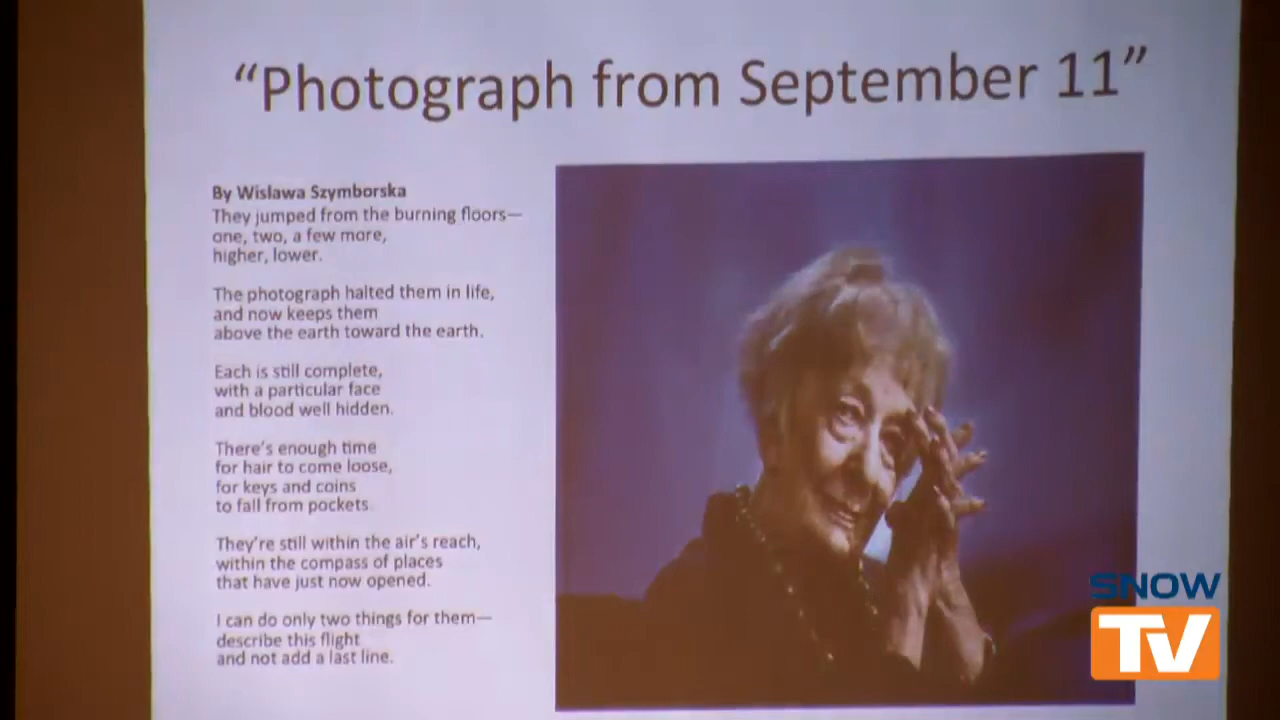 “Photograph from September 11”
By Wislawa Szymborska
They jumped from the burning floors—
one, two, a few more,
higher, lower.
The photograph halted them in life,
and now keeps them
above the earth toward the earth.
Each is still complete,
with a particular face
and blood well hidden.
There’s enough time
for hair to come loose,
for keys and coins
to fall from pockets.
They’re still within the air’s reach,
within the compass of places
that have just now opened.
I can do only two things for them—
describe this flight
and not add a last line.
SNOW
TV